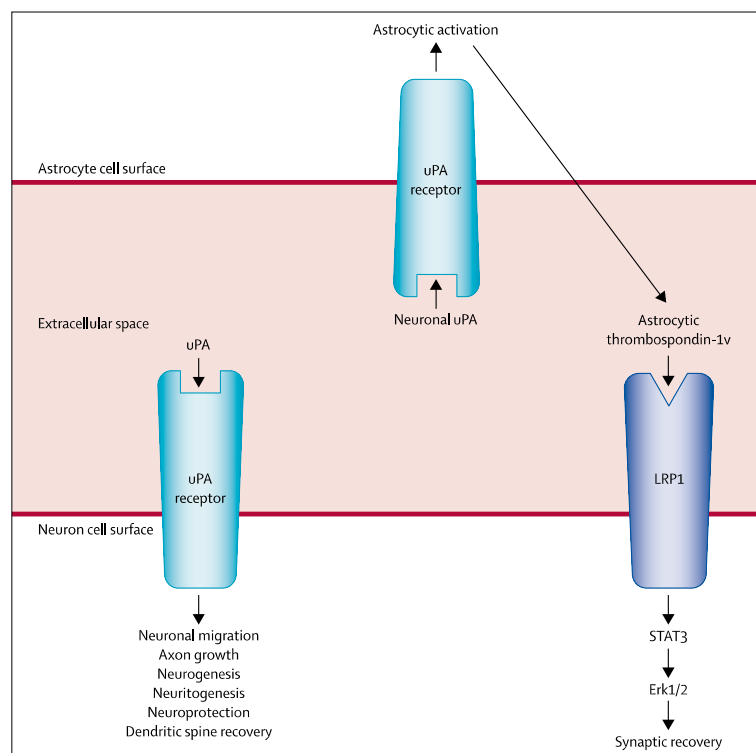 Astrocytic activation
Astrocyte cell surface
uPA
receptor
Extracellular space
Neuronal uPA
Astrocytic
thrombospondin-1v
uPA
uPA
receptor
LRP1
Neuron cell surface
Neuronal migration
Axon growth
Neurogenesis
Neuritogenesis
Neuroprotection
Dendritic spine recovery
STAT3
Erk1/2
Synaptic recovery